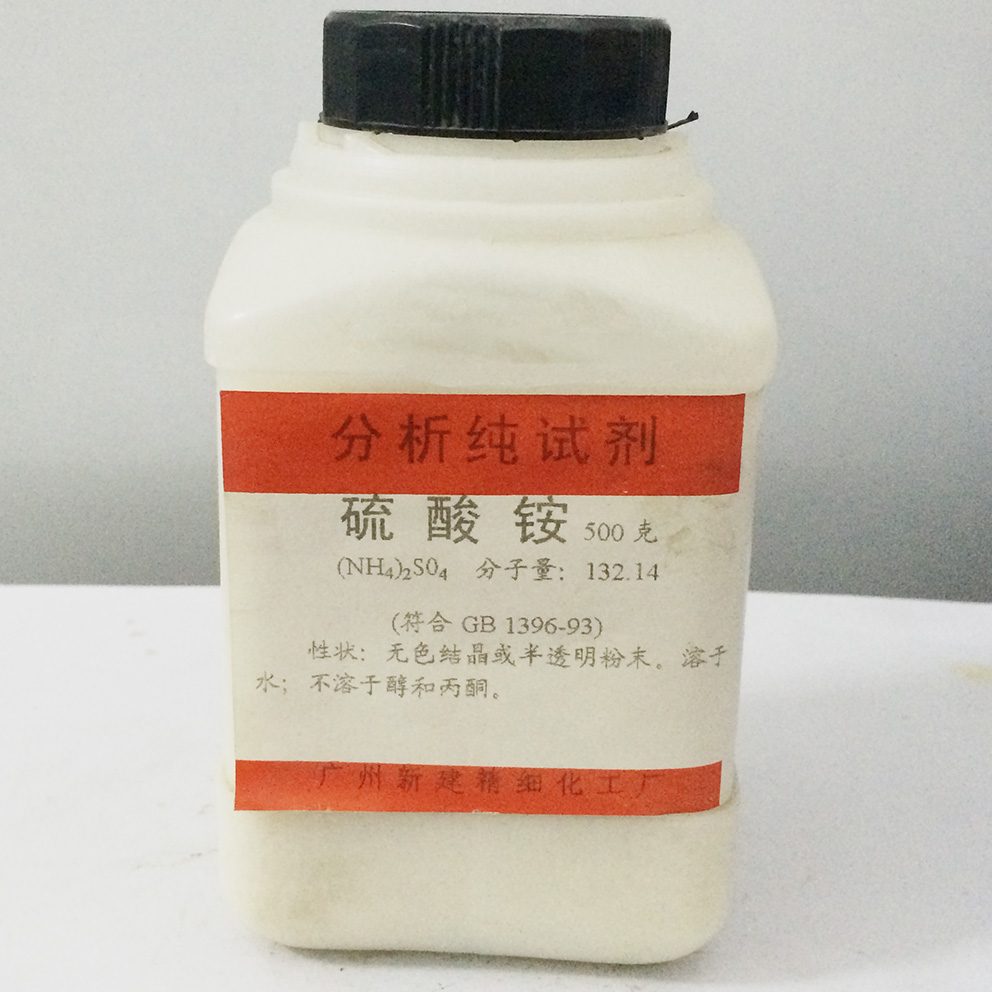 分析纯试剂
硫酸铵 500克
(NH₄)₂SO₄ 分子量：132.14
(符合 GB 1396-93)
性状：无色结晶或半透明粉末。溶于
水；不溶于醇和丙酮。
广州新建精细化工厂